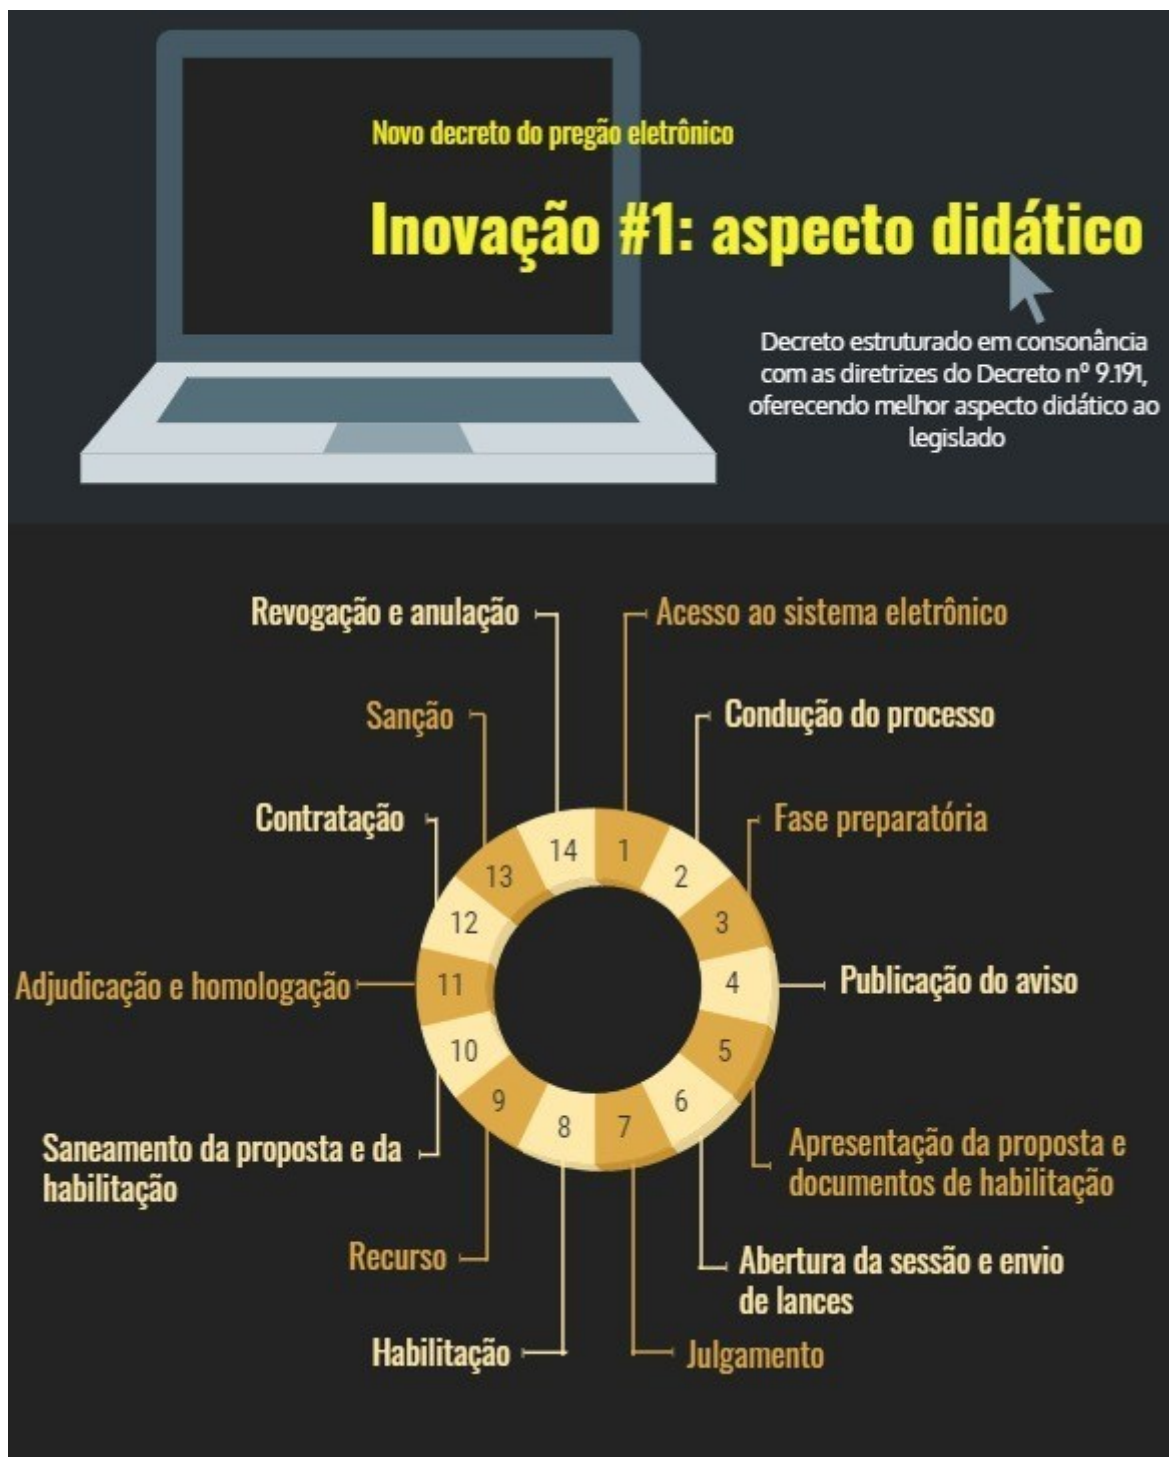 Novo decreto do pregão eletrônico
Inovação #1: aspecto didático
Decreto estruturado em consonância
com as diretrizes do Decreto nº 9.191,
oferecendo melhor aspecto didático ao
legislado
Revogação e anulação
Acesso ao sistema eletrônico
Sanção
Condução do processo
Contratação
Fase preparatória
14
1
13
2
12
3
Adjudicação e homologação
11
4
Publicação do aviso
10
5
9
6
8
7
Saneamento da proposta e da
habilitação
Apresentação da proposta e
documentos de habilitação
Recurso
Abertura da sessão e envio
de lances
Habilitação
Julgamento